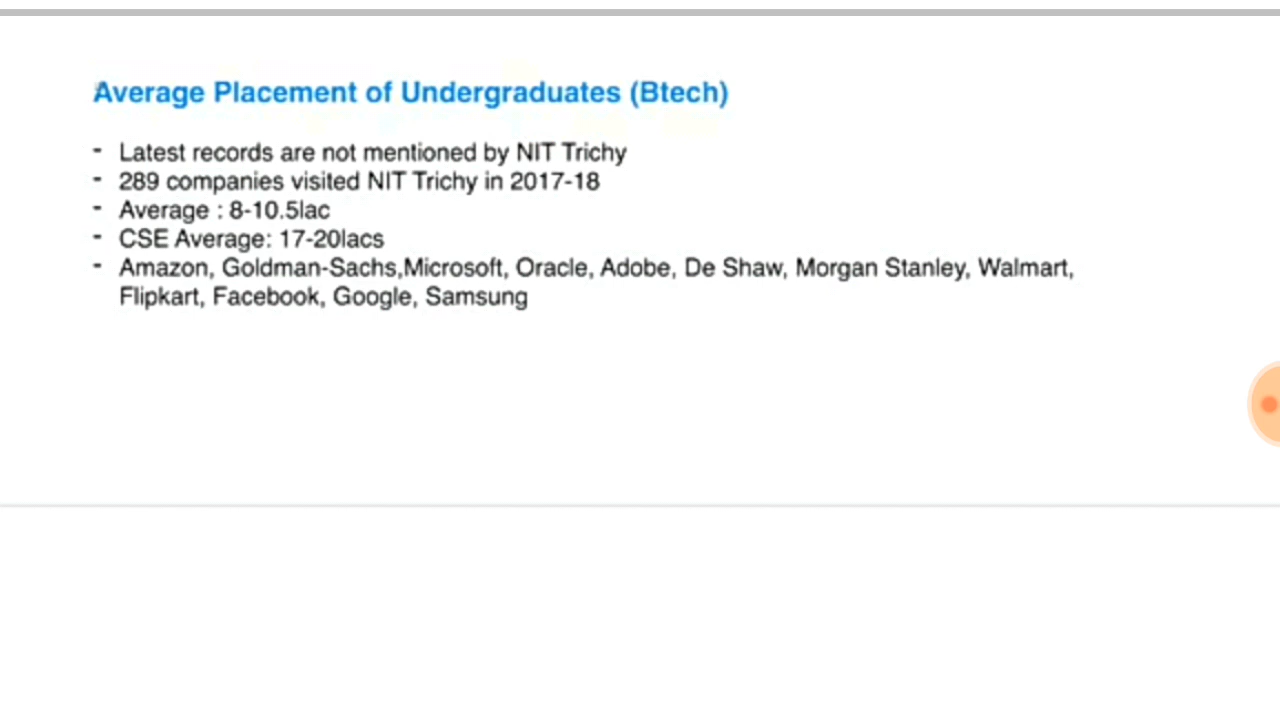 Average Placement of Undergraduates (Btech)
- Latest records are not mentioned by NIT Trichy
- 289 companies visited NIT Trichy in 2017-18
- Average : 8-10.5lac
- CSE Average: 17-20lacs
- Amazon, Goldman-Sachs,Microsoft, Oracle, Adobe, De Shaw, Morgan Stanley, Walmart,
Flipkart, Facebook, Google, Samsung